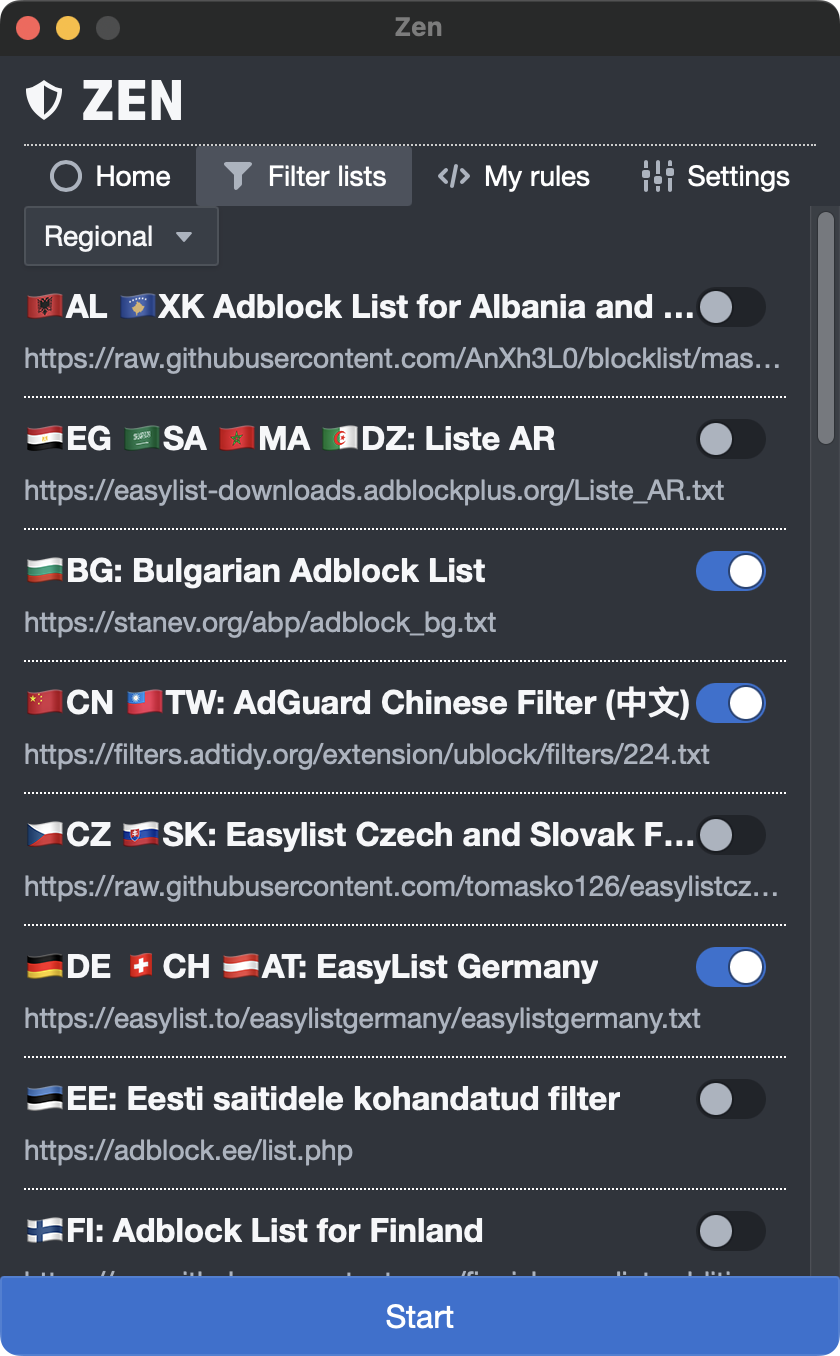 Zen
ZEN
Home Filter lists My rules Settings
Regional
🇦🇱AL 🇽🇰XK Adblock List for Albania and ...
https://raw.githubusercontent.com/AnXh3L0/blocklist/mas...
🇪🇬EG 🇸🇦SA 🇲🇦MA 🇩🇿DZ: Liste AR
https://easylist-downloads.adblockplus.org/Liste_AR.txt
🇧🇬BG: Bulgarian Adblock List
https://stanev.org/abp/adblock_bg.txt
🇨🇳CN 🇹🇼TW: AdGuard Chinese Filter (中文)
https://filters.adtidy.org/extension/ublock/filters/224.txt
🇨🇿CZ 🇸🇰SK: Easylist Czech and Slovak F...
https://raw.githubusercontent.com/tomasko126/easylistcz...
🇩🇪DE 🇨🇭CH 🇦🇹AT: EasyList Germany
https://easylist.to/easylistgermany/easylistgermany.txt
🇪🇪EE: Eesti saitidele kohandatud filter
https://adblock.ee/list.php
🇫🇮FI: Adblock List for Finland
Start